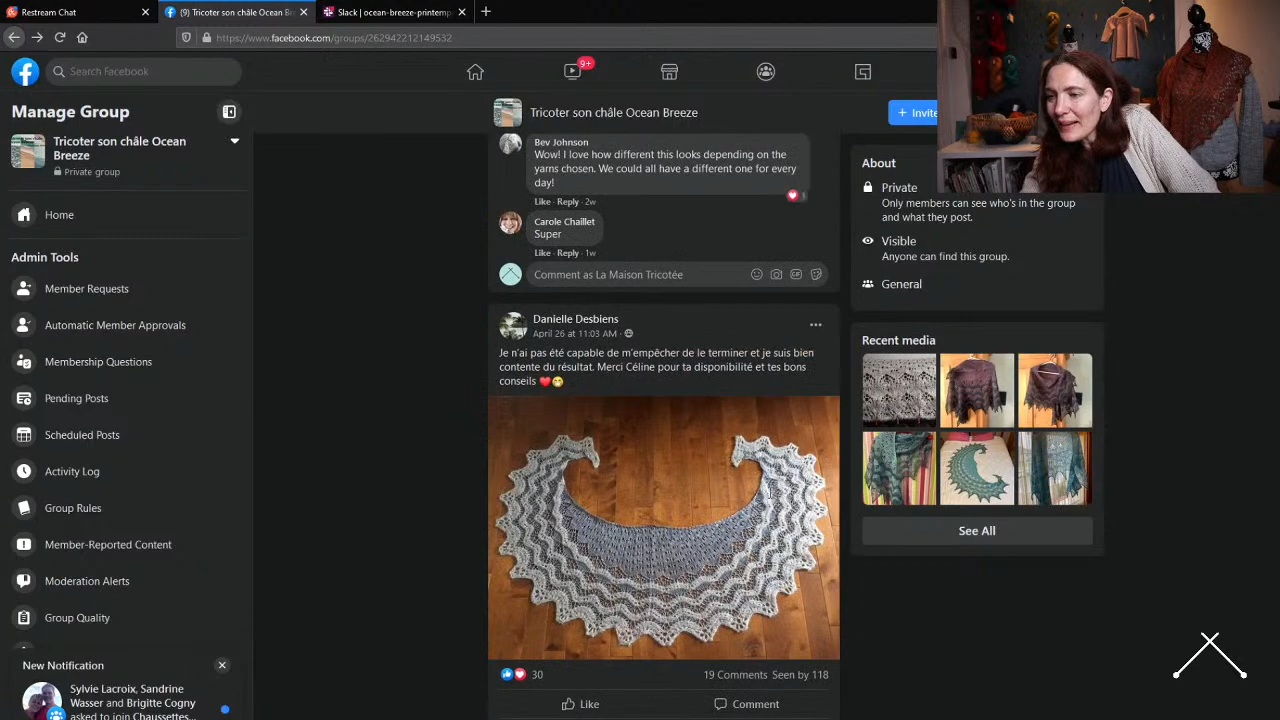 Restream Chat
(9) Tricoter son châle Ocean Br
Slack | ocean-breeze-printemp
https://www.facebook.com/groups/262942212149532
Search Facebook
9+
Manage Group
Tricoter son châle Ocean
Breeze
Private group
Home
Admin Tools
Member Requests
Automatic Member Approvals
Membership Questions
Pending Posts
Scheduled Posts
Activity Log
Group Rules
Member-Reported Content
Moderation Alerts
Group Quality
New Notification
Sylvie Lacroix, Sandrine
Wasser and Brigitte Cogny
asked to join Chaussettes...
Tricoter son châle Ocean Breeze
+ Invite
Bev Johnson
Wow! I love how different this looks depending on the
yarns chosen. We could all have a different one for every
day!
1
Like · Reply · 2w
Carole Chaillet
Super
Like · Reply · 1w
Comment as La Maison Tricotée
GIF
Danielle Desbiens
April 26 at 11:03 AM ·
Je n'ai pas été capable de m'empêcher de le terminer et je suis bien
contente du résultat. Merci Céline pour ta disponibilité et tes bons
conseils
30
19 Comments Seen by 118
Like
Comment
About
Private
Only members can see who's in the group
and what they post.
Visible
Anyone can find this group.
General
Recent media
See All